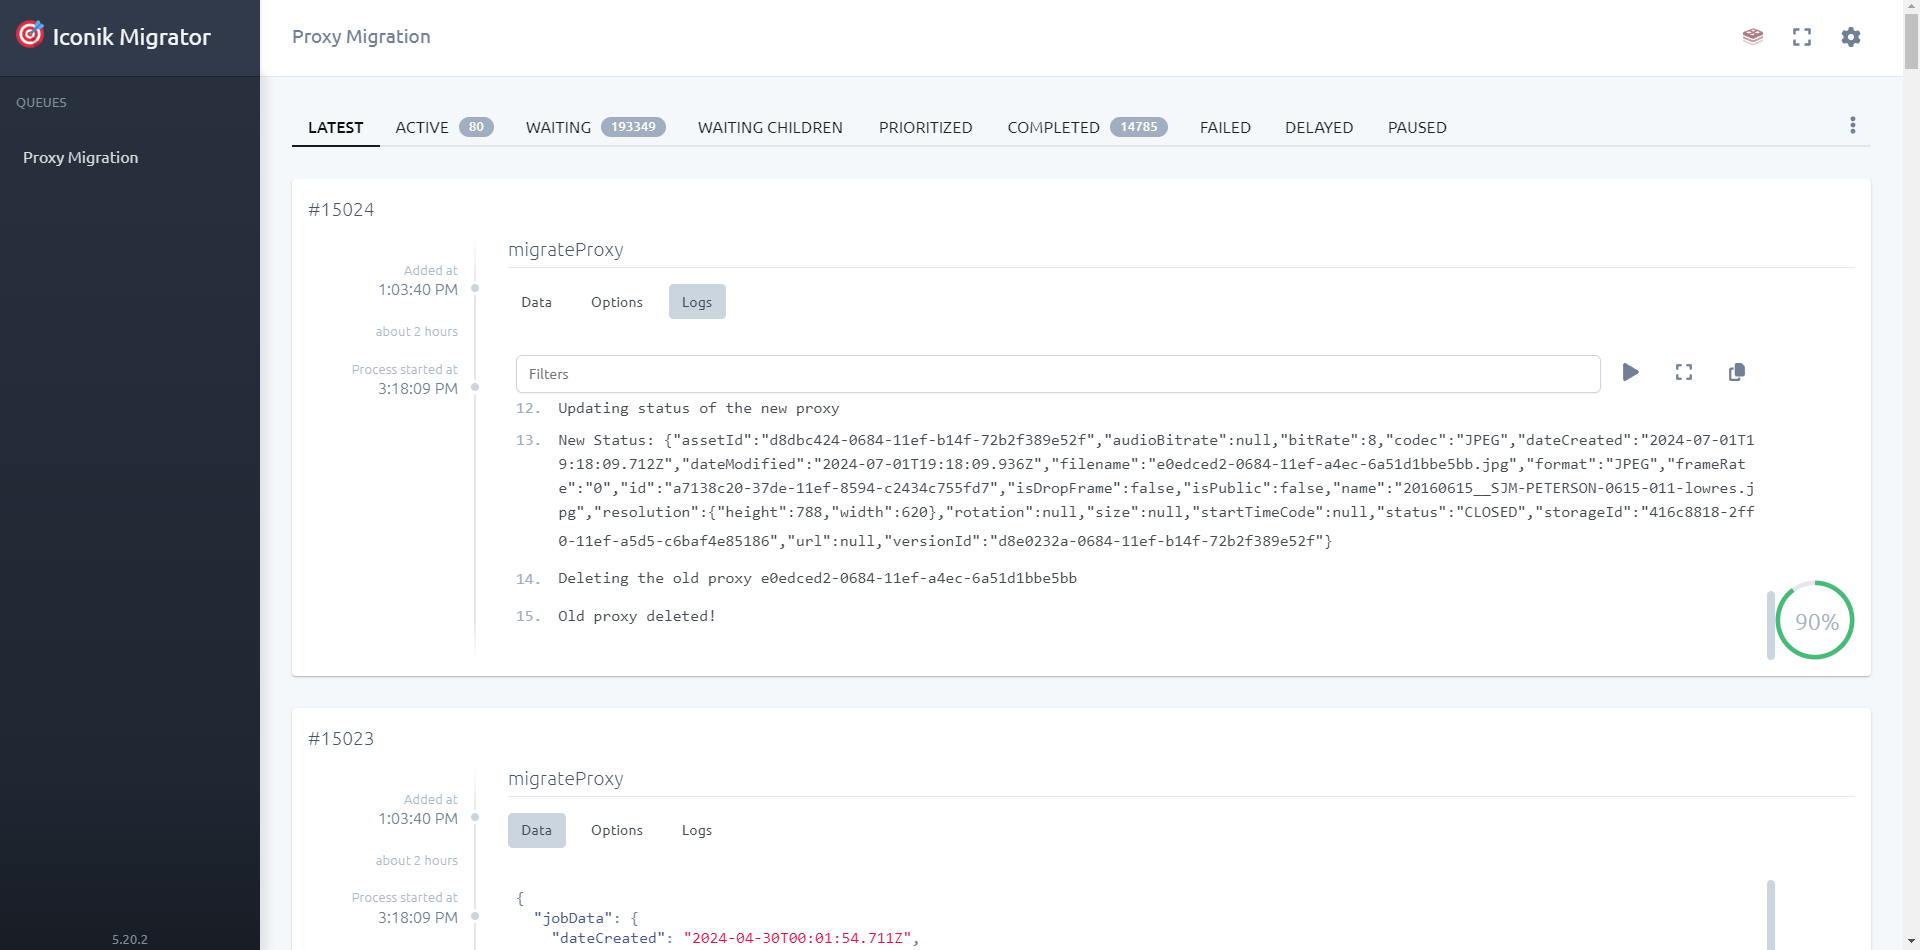 Iconik Migrator
QUEUES
Proxy Migration
5.20.2
Proxy Migration
LATEST ACTIVE 80 WAITING 193349 WAITING CHILDREN PRIORITIZED COMPLETED 14785 FAILED DELAYED PAUSED
#15024
Added at
1:03:40 PM
about 2 hours
Process started at
3:18:09 PM
migrateProxy
Data Options Logs
Filters
12. Updating status of the new proxy
13. New Status: {"assetId":"d8dbc424-0684-11ef-b14f-72b2f389e52f","audioBitrate":null,"bitRate":8,"codec":"JPEG","dateCreated":"2024-07-01T1
9:18:09.712Z","dateModified":"2024-07-01T19:18:09.936Z","filename":"e0edced2-0684-11ef-a4ec-6a51d1bbe5bb.jpg","format":"JPEG","frameRat
e":"0","id":"a7138c20-37de-11ef-8594-c2434c755fd7","isDropFrame":false,"isPublic":false,"name":"20160615__SJM-PETERSON-0615-011-lowres.j
pg","resolution":{"height":788,"width":620},"rotation":null,"size":null,"startTimeCode":null,"status":"CLOSED","storageId":"416c8818-2ff
0-11ef-a5d5-c6baf4e85186","url":null,"versionId":"d8e0232a-0684-11ef-b14f-72b2f389e52f"}
14. Deleting the old proxy e0edced2-0684-11ef-a4ec-6a51d1bbe5bb
15. Old proxy deleted!
90%
#15023
Added at
1:03:40 PM
about 2 hours
Process started at
3:18:09 PM
migrateProxy
Data Options Logs
{
"jobData": {
"dateCreated": "2024-04-30T00:01:54.711Z",